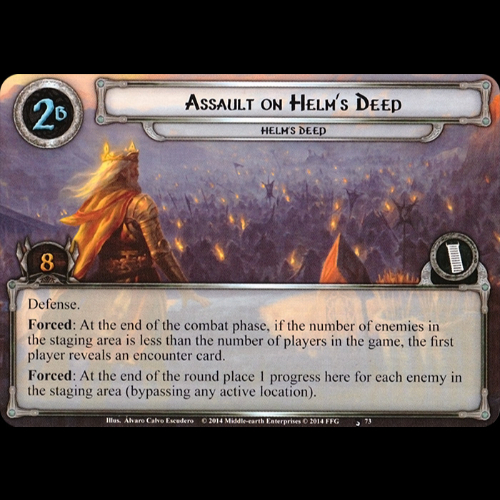 2B
Assault on Helm's Deep
Helm's Deep
8
Defense.
Forced: At the end of the combat phase, if the number of enemies in
the staging area is less than the number of players in the game, the first
player reveals an encounter card.
Forced: At the end of the round place 1 progress here for each enemy in
the staging area (bypassing any active location).
Illus. Álvaro Calvo Escudero © 2014 Middle-earth Enterprises © 2014 FFG 73